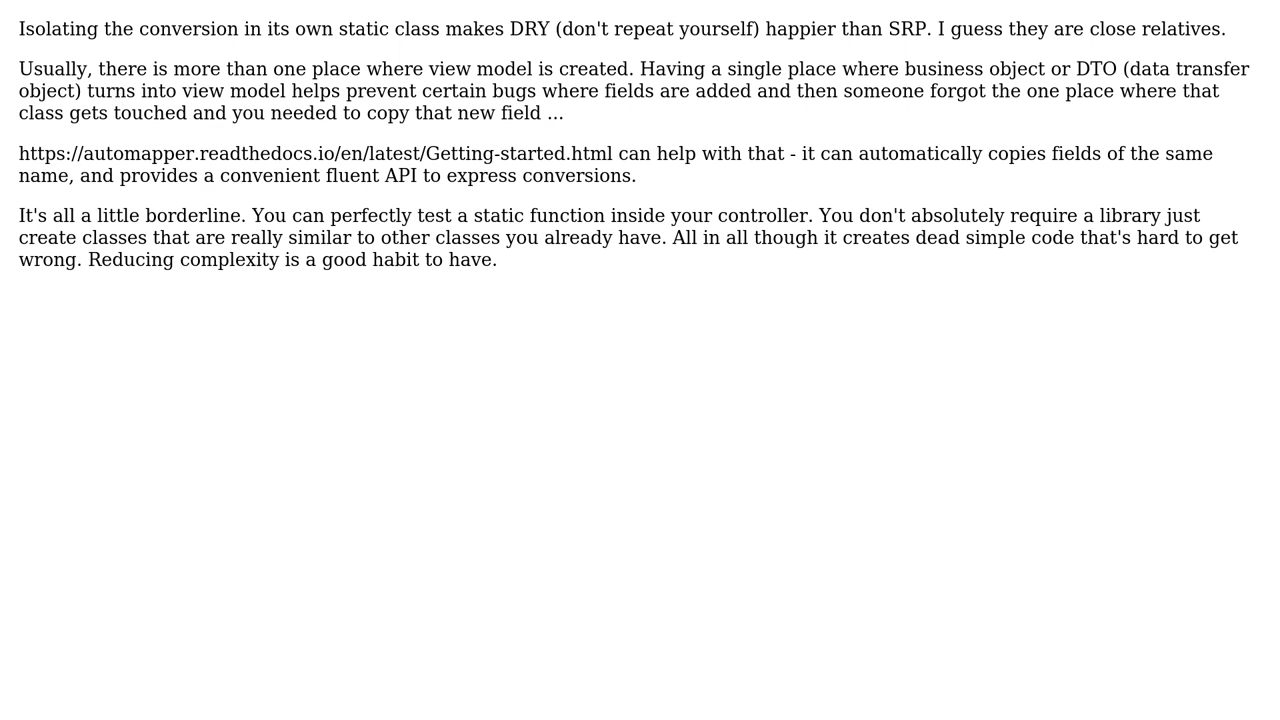 Isolating the conversion in its own static class makes DRY (don't repeat yourself) happier than SRP. I guess they are close relatives.
Usually, there is more than one place where view model is created. Having a single place where business object or DTO (data transfer
object) turns into view model helps prevent certain bugs where fields are added and then someone forgot the one place where that
class gets touched and you needed to copy that new field ...
https://automapper.readthedocs.io/en/latest/Getting-started.html can help with that - it can automatically copies fields of the same
name, and provides a convenient fluent API to express conversions.
It's all a little borderline. You can perfectly test a static function inside your controller. You don't absolutely require a library just
create classes that are really similar to other classes you already have. All in all though it creates dead simple code that's hard to get
wrong. Reducing complexity is a good habit to have.